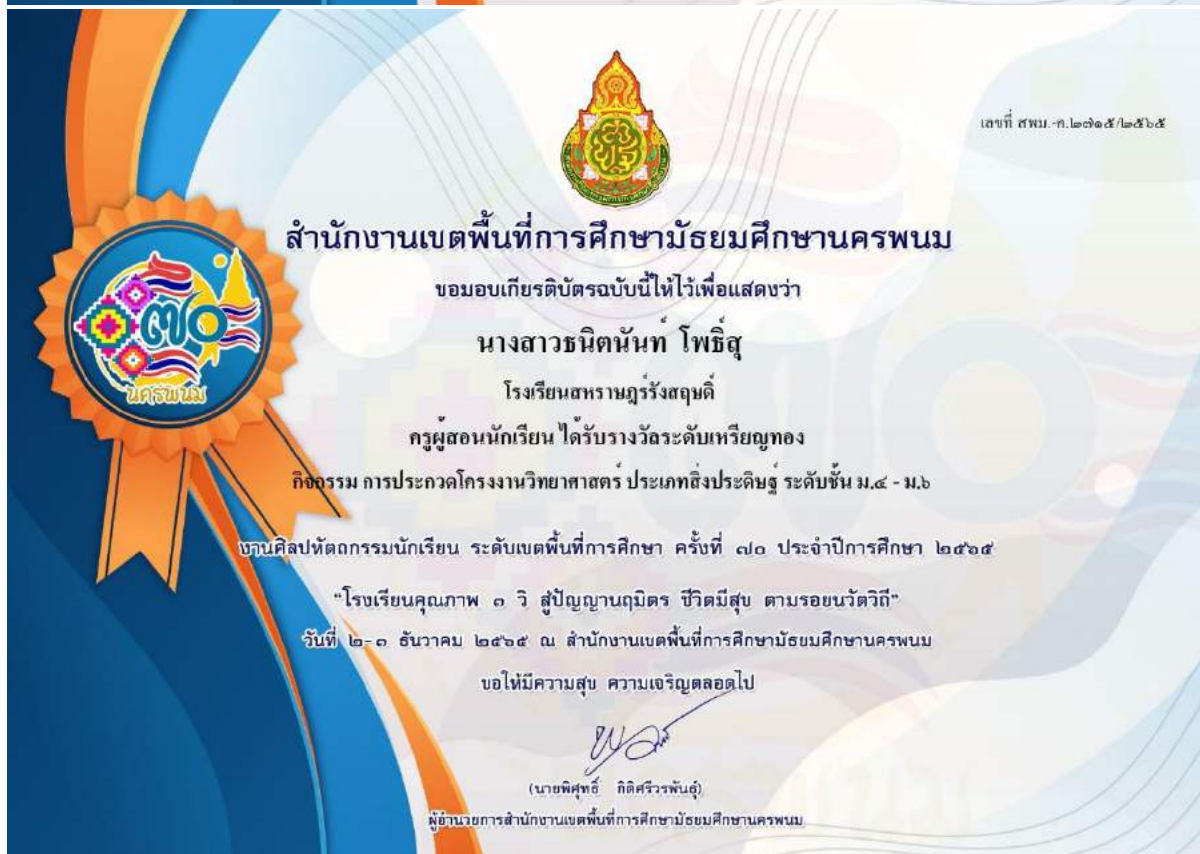 เลขที่ สพม.-ค.๒๗๑๕/๒๕๖๕
สำนักงานเขตพื้นที่การศึกษามัธยมศึกษานครพนม
ขอมอบเกียรติบัตรฉบับนี้ให้ไว้เพื่อแสดงว่า
นางสาวธนิตนันท์ โพธิ์สุ
โรงเรียนสหราษฎร์รังสฤษดิ์
ครูผู้สอนนักเรียน ได้รับรางวัลระดับเหรียญทอง
กิจกรรม การประกวดโครงงานวิทยาศาสตร์ ประเภทสิ่งประดิษฐ์ ระดับชั้น ม.๔ - ม.๖
งานศิลปหัตถกรรมนักเรียน ระดับเขตพื้นที่การศึกษา ครั้งที่ ๗๐ ประจำปีการศึกษา ๒๕๖๕
"โรงเรียนคุณภาพ ๓ วิ สู่ปัญญานฤมิตร ชีวิตมีสุข ตามรอยนวัตวิถี"
วันที่ ๒-๓ ธันวาคม ๒๕๖๕ ณ สำนักงานเขตพื้นที่การศึกษามัธยมศึกษานครพนม
ขอให้มีความสุข ความเจริญตลอดไป
(นายพิศุทธิ์ กิติศรีวรพันธุ์)
ผู้อำนวยการสำนักงานเขตพื้นที่การศึกษามัธยมศึกษานครพนม
๗๐
นครพนม